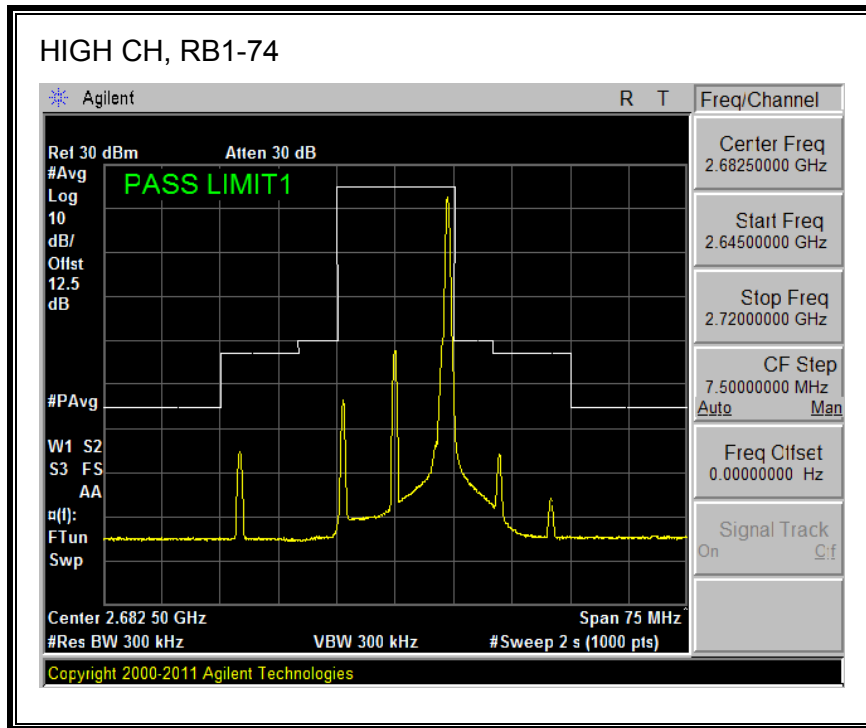 HIGH CH, RB1-74
Agilent R T Freq/Channel
Ref 30 dBm Atten 30 dB
#Avg
Log
10
dB/
Offst
12.5
dB
PASS LIMIT1
#PAvg
W1 S2
S3 FS
AA
¤(f):
FTun
Swp
Center 2.682 50 GHz Span 75 MHz
#Res BW 300 kHz VBW 300 kHz #Sweep 2 s (1000 pts)
Copyright 2000-2011 Agilent Technologies
Center Freq
2.68250000 GHz
Start Freq
2.64500000 GHz
Stop Freq
2.72000000 GHz
CF Step
7.50000000 MHz
Auto Man
Freq Offset
0.00000000 Hz
Signal Track
On Off